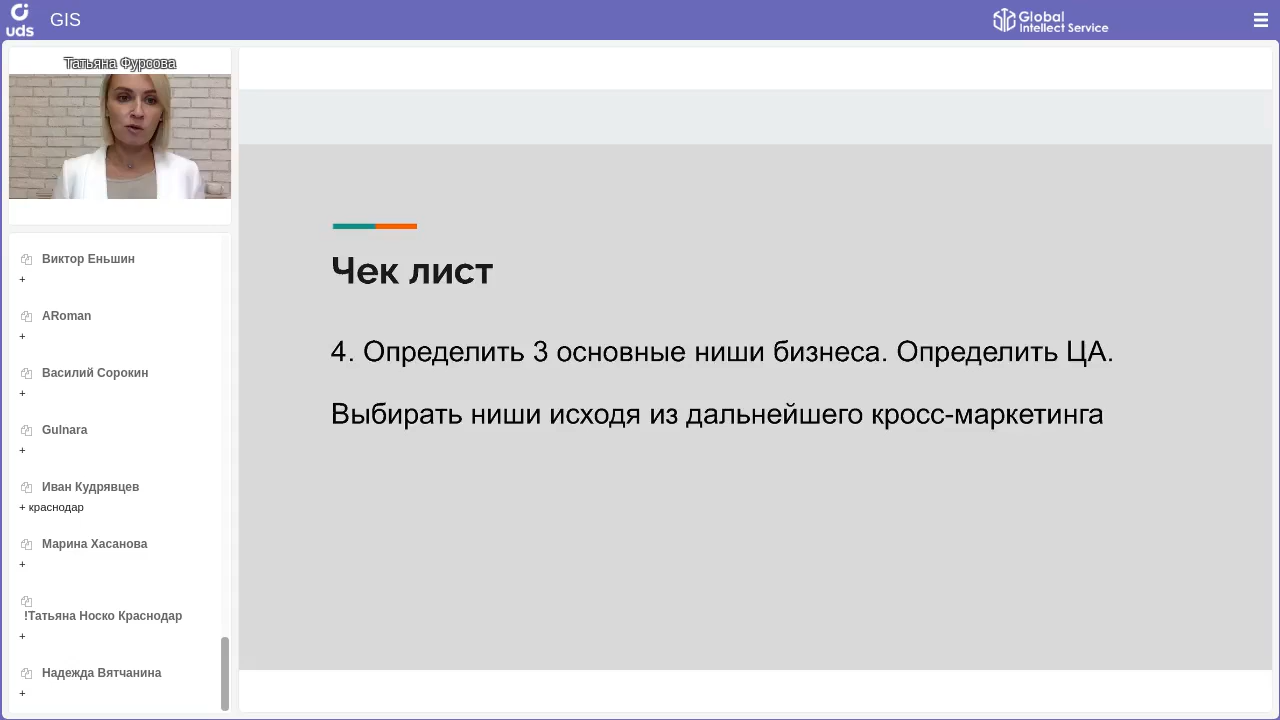 uds
GIS
Global
Intellect Service
Татьяна Фурсова
Виктор Еньшин
+
ARoman
+
Василий Сорокин
+
Gulnara
+
Иван Кудрявцев
+ краснодар
Марина Хасанова
+
!Татьяна Носко Краснодар
+
Надежда Вятчанина
+
Чек лист
4. Определить 3 основные ниши бизнеса. Определить ЦА.
Выбирать ниши исходя из дальнейшего кросс-маркетинга